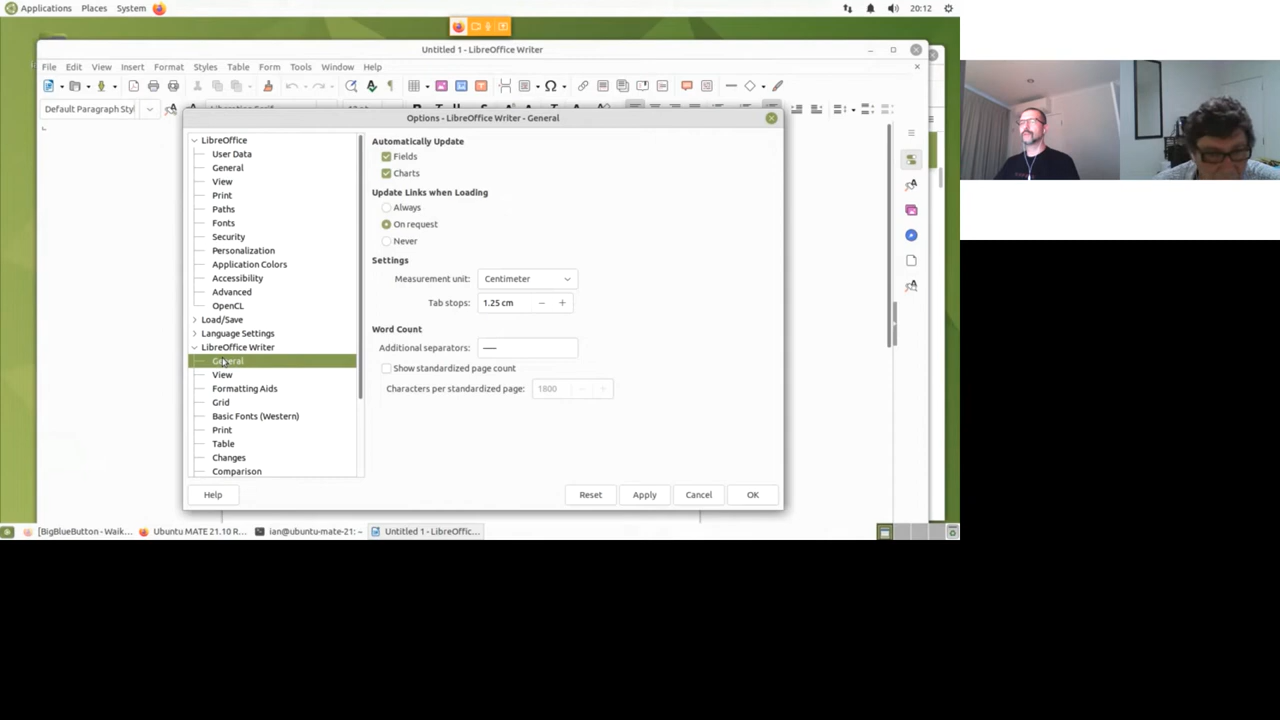 Applications Places System 20:12
Untitled 1 - LibreOffice Writer
File Edit View Insert Format Styles Table Form Tools Window Help
Default Paragraph Styl
Options - LibreOffice Writer - General
LibreOffice
User Data
General
View
Print
Paths
Fonts
Security
Personalization
Application Colors
Accessibility
Advanced
OpenCL
Load/Save
Language Settings
LibreOffice Writer
General
View
Formatting Aids
Grid
Basic Fonts (Western)
Print
Table
Changes
Comparison
Automatically Update
Fields
Charts
Update Links when Loading
Always
On request
Never
Settings
Measurement unit: Centimeter
Tab stops: 1.25 cm
Word Count
Additional separators: —
Show standardized page count
Characters per standardized page: 1800
Help Reset Apply Cancel OK
[BigBlueButton - Waik... Ubuntu MATE 21.10 R... ian@ubuntu-mate-21: ~ Untitled 1 - LibreOffic...